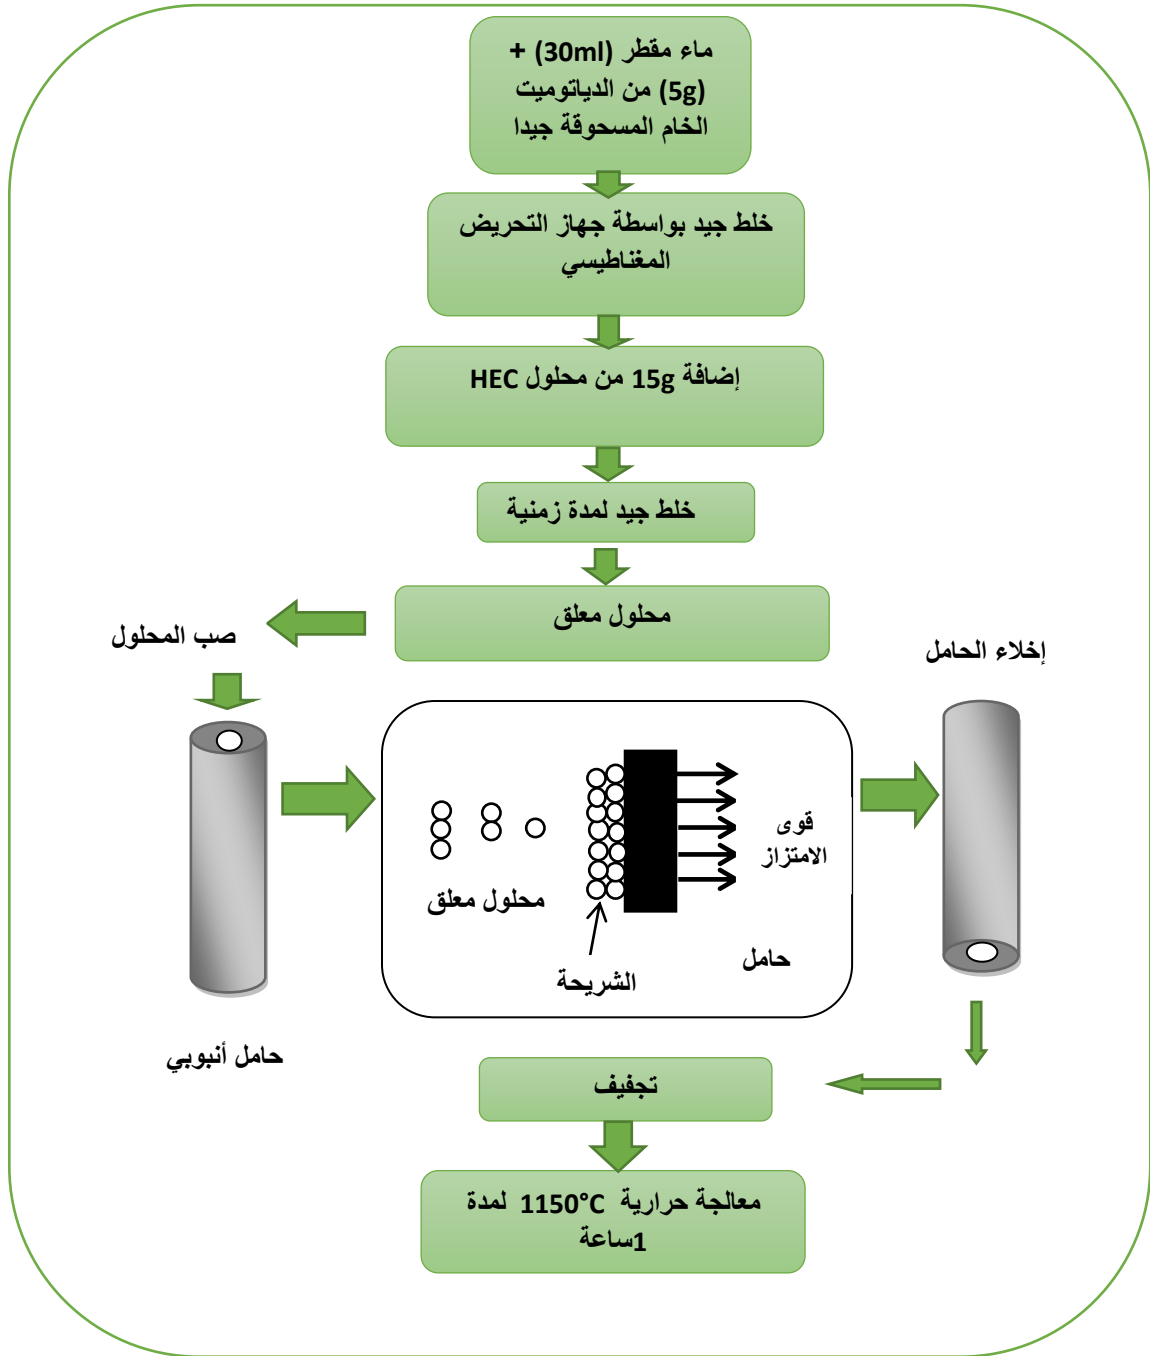 ماء مقطر (30ml) +
(5g) من الدياتوميت
الخام المسحوقة جيدا
خلط جيد بواسطة جهاز التحريض
المغناطيسي
إضافة 15g من محلول HEC
خلط جيد لمدة زمنية
محلول معلق
صب المحلول
إخلاء الحامل
قوى
الامتزاز
محلول معلق
حامل
الشريحة
حامل أنبوبي
تجفيف
معالجة حرارية 1150°C لمدة
1ساعة